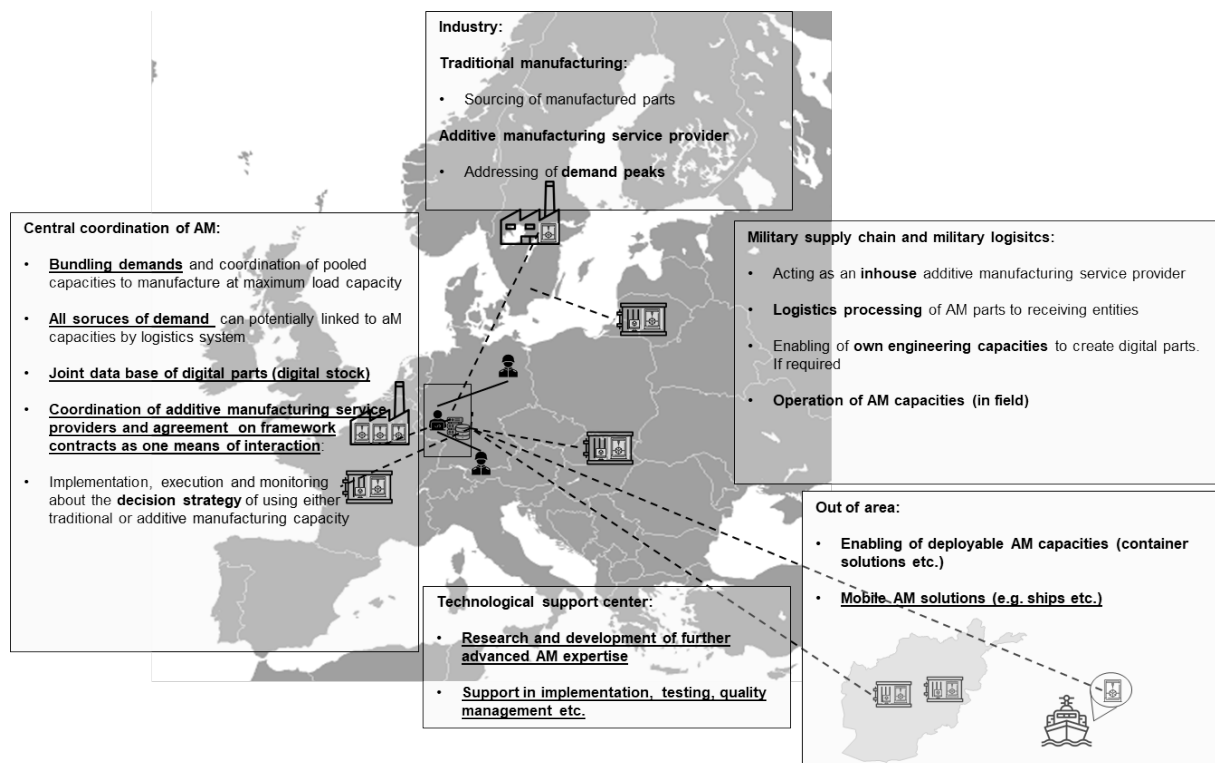 Industry:
Traditional manufacturing:
• Sourcing of manufactured parts
Additive manufacturing service provider
• Addressing of demand peaks
Central coordination of AM:
• Bundling demands and coordination of pooled
capacities to manufacture at maximum load capacity
• All soruces of demand can potentially linked to aM
capacities by logistics system
• Joint data base of digital parts (digital stock)
• Coordination of additive manufacturing service
providers and agreement on framework
contracts as one means of interaction:
• Implementation, execution and monitoring
about the decision strategy of using either
traditional or additive manufacturing capacity
Military supply chain and military logisitcs:
• Acting as an inhouse additive manufacturing service provider
• Logistics processing of AM parts to receiving entities
• Enabling of own engineering capacities to create digital parts.
If required
• Operation of AM capacities (in field)
Out of area:
• Enabling of deployable AM capacities (container
solutions etc.)
• Mobile AM solutions (e.g. ships etc.)
Technological support center:
• Research and development of further
advanced AM expertise
• Support in implementation, testing, quality
management etc.